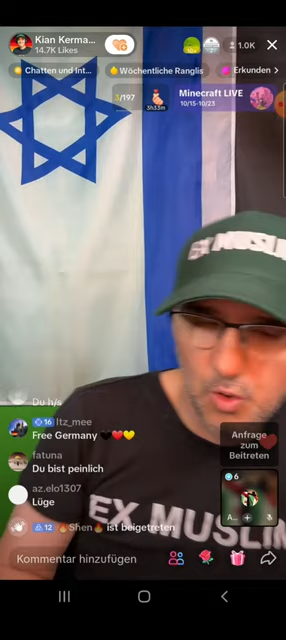 Kian Kerma...
14.7K Likes
1.0K
Chatten und Int...
Wöchentliche Ranglis
Erkunden >
/197
3h33m
Minecraft LIVE
10/15-10/23
EX MUSLIM
Du h/s
16 Itz_mee
Free Germany 🖤❤️💛
fatuna
Du bist peinlich
az.elo1307
Lüge
12 🔥Shen🔥 ist beigetreten
Anfrage
zum
Beitreten
6
A... +
EX MUSLIM
Kommentar hinzufügen